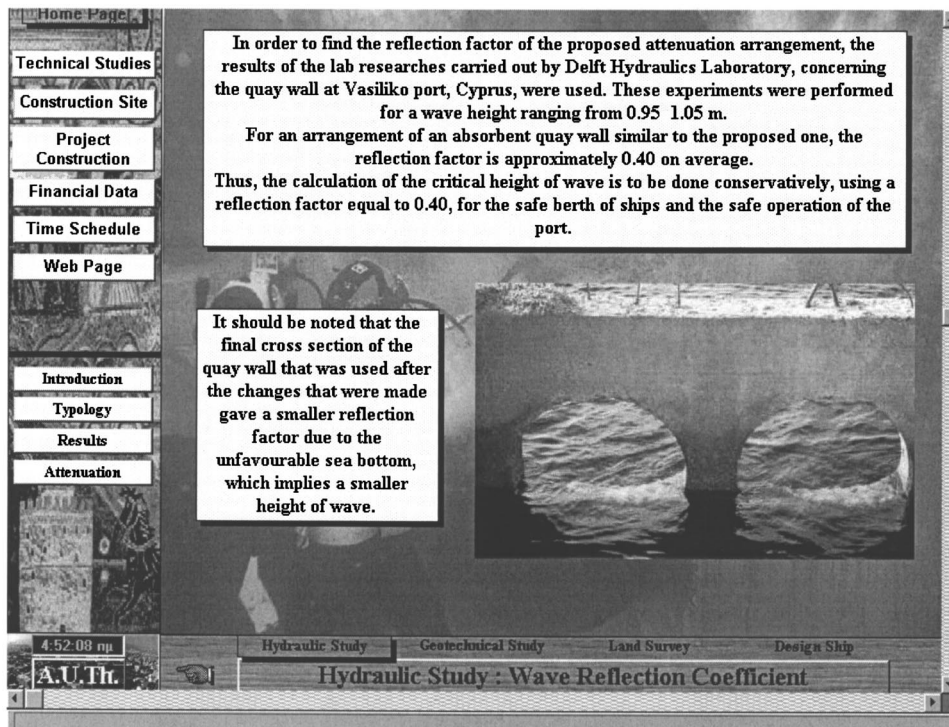 Home Page
Technical Studies
Construction Site
Project
Construction
Financial Data
Time Schedule
Web Page
Introduction
Typology
Results
Attenuation
In order to find the reflection factor of the proposed attenuation arrangement, the
results of the lab researches carried out by Delft Hydraulics Laboratory, concerning
the quay wall at Vasiliko port, Cyprus, were used. These experiments were performed
for a wave height ranging from 0.95 1.05 m.
For an arrangement of an absorbent quay wall similar to the proposed one, the
reflection factor is approximately 0.40 on average.
Thus, the calculation of the critical height of wave is to be done conservatively, using a
reflection factor equal to 0.40, for the safe berth of ships and the safe operation of the
port.
It should be noted that the
final cross section of the
quay wall that was used after
the changes that were made
gave a smaller reflection
factor due to the
unfavourable sea bottom,
which implies a smaller
height of wave.
4:52:08 πμ
A.U.Th.
Hydraulic Study Geotechnical Study Land Survey Design Ship
Hydraulic Study : Wave Reflection Coefficient